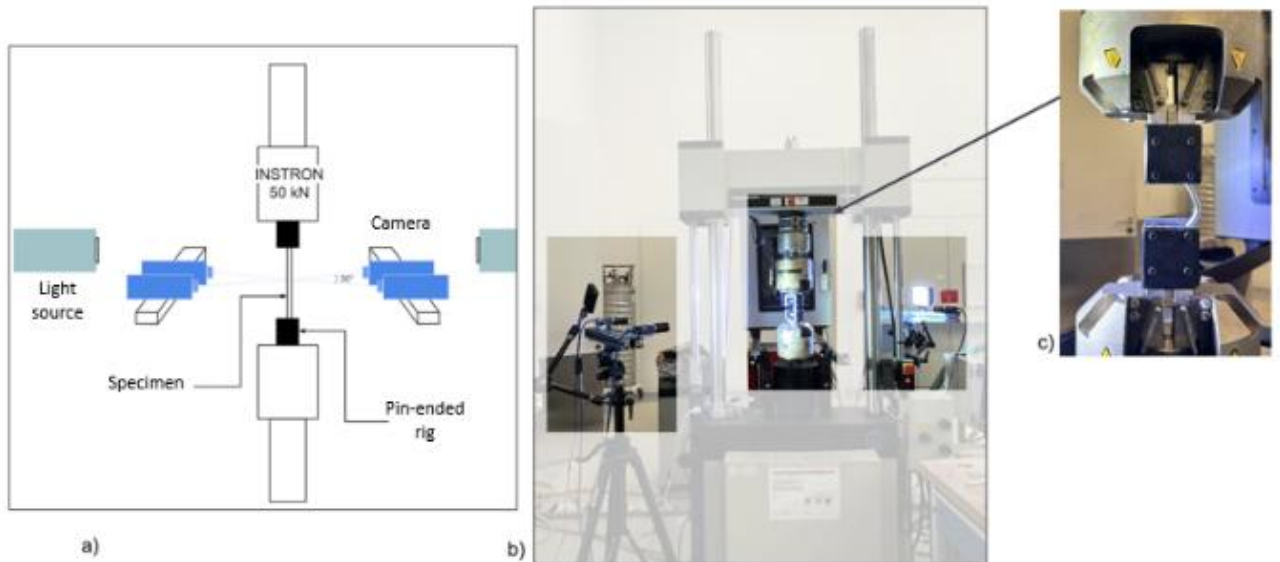 INSTRON
50 kN
Camera
Light
source
Specimen
Pin-ended
rig
a)
b)
c)